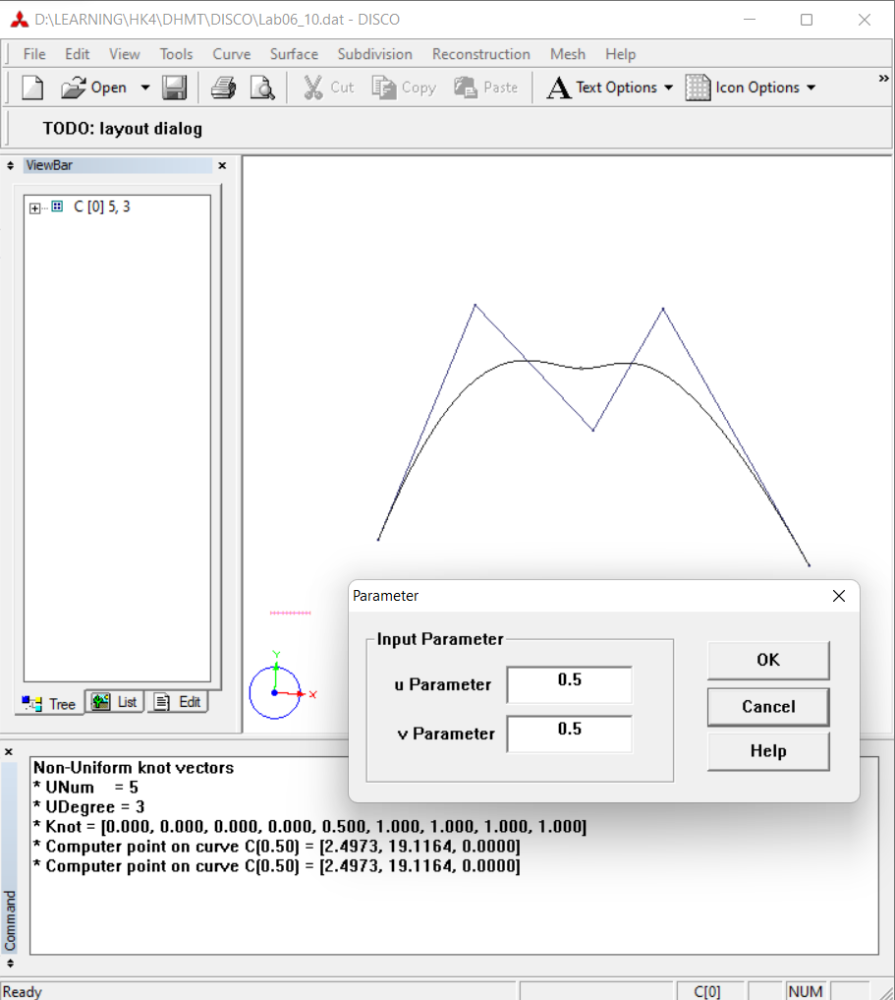 D:\LEARNING\HK4\DHMT\DISCO\Lab06_10.dat - DISCO
File Edit View Tools Curve Surface Subdivision Reconstruction Mesh Help
Open Cut Copy Paste A Text Options Icon Options »
TODO: layout dialog
ViewBar
C [0] 5, 3
Tree List Edit
Y
X
Parameter
Input Parameter
u Parameter 0.5
v Parameter 0.5
OK
Cancel
Help
Command
Non-Uniform knot vectors
* UNum = 5
* UDegree = 3
* Knot = [0.000, 0.000, 0.000, 0.000, 0.500, 1.000, 1.000, 1.000, 1.000]
* Computer point on curve C(0.50) = [2.4973, 19.1164, 0.0000]
* Computer point on curve C(0.50) = [2.4973, 19.1164, 0.0000]
Ready C[0] NUM